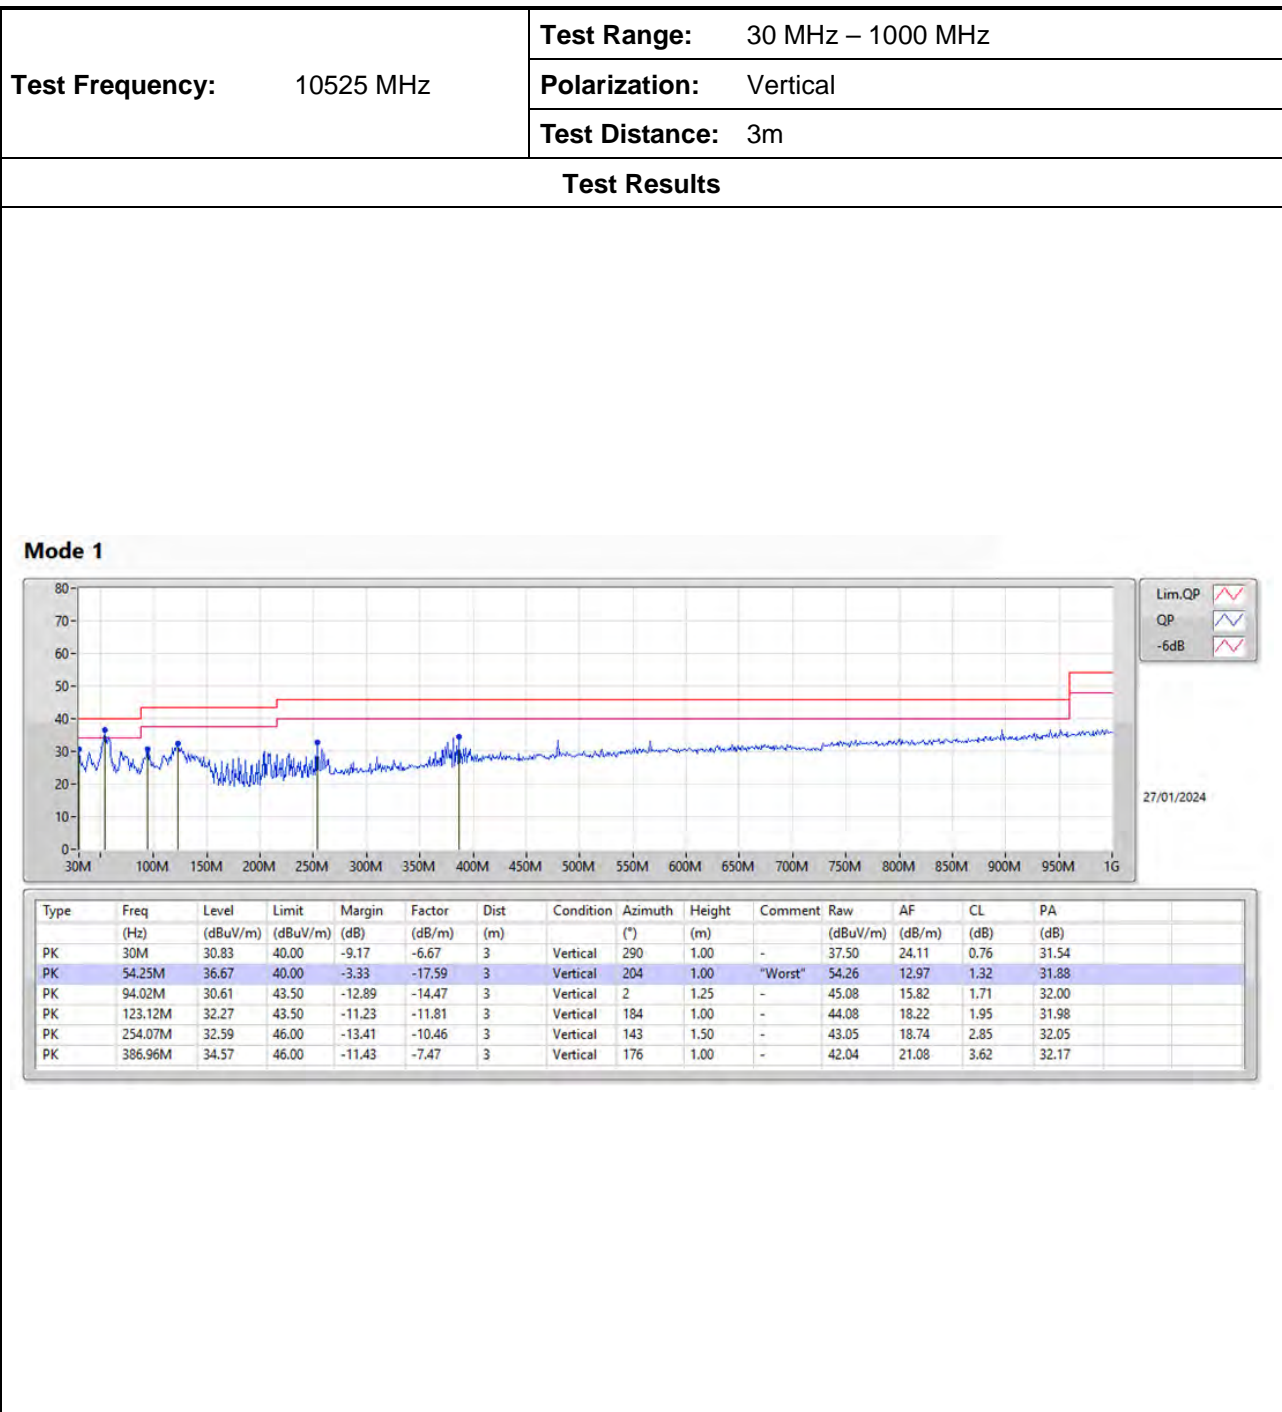 Test Frequency: 10525 MHz
Test Range: 30 MHz – 1000 MHz
Polarization: Vertical
Test Distance: 3m
Test Results
Mode 1
80
70
60
50
40
30
20
10
0
30M 100M 150M 200M 250M 300M 350M 400M 450M 500M 550M 600M 650M 700M 750M 800M 850M 900M 950M 1G
Lim.QP
QP
-6dB
27/01/2024
Type Freq Level Limit Margin Factor Dist Condition Azimuth Height Comment Raw AF CL PA
(Hz) (dBuV/m) (dBuV/m) (dB) (dB/m) (m) (°) (m) (dBuV/m) (dB/m) (dB) (dB)
PK 30M 30.83 40.00 -9.17 -6.67 3 Vertical 290 1.00 - 37.50 24.11 0.76 31.54
PK 54.25M 36.67 40.00 -3.33 -17.59 3 Vertical 204 1.00 "Worst" 54.26 12.97 1.32 31.88
PK 94.02M 30.61 43.50 -12.89 -14.47 3 Vertical 2 1.25 - 45.08 15.82 1.71 32.00
PK 123.12M 32.27 43.50 -11.23 -11.81 3 Vertical 184 1.00 - 44.08 18.22 1.95 31.98
PK 254.07M 32.59 46.00 -13.41 -10.46 3 Vertical 143 1.50 - 43.05 18.74 2.85 32.05
PK 386.96M 34.57 46.00 -11.43 -7.47 3 Vertical 176 1.00 - 42.04 21.08 3.62 32.17